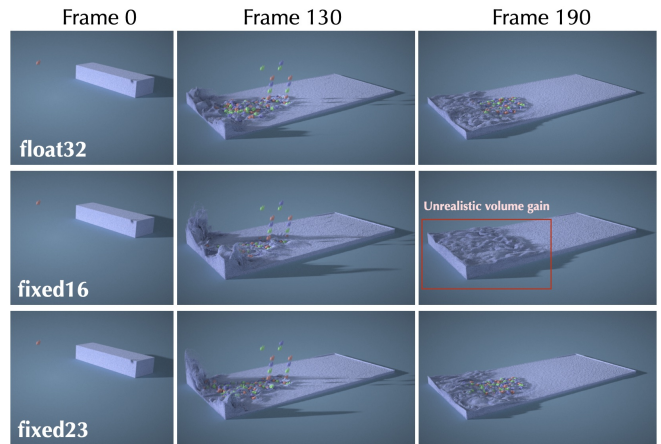 Frame 0
Frame 130
Frame 190
float32
Unrealistic volume gain
fixed16
fixed23